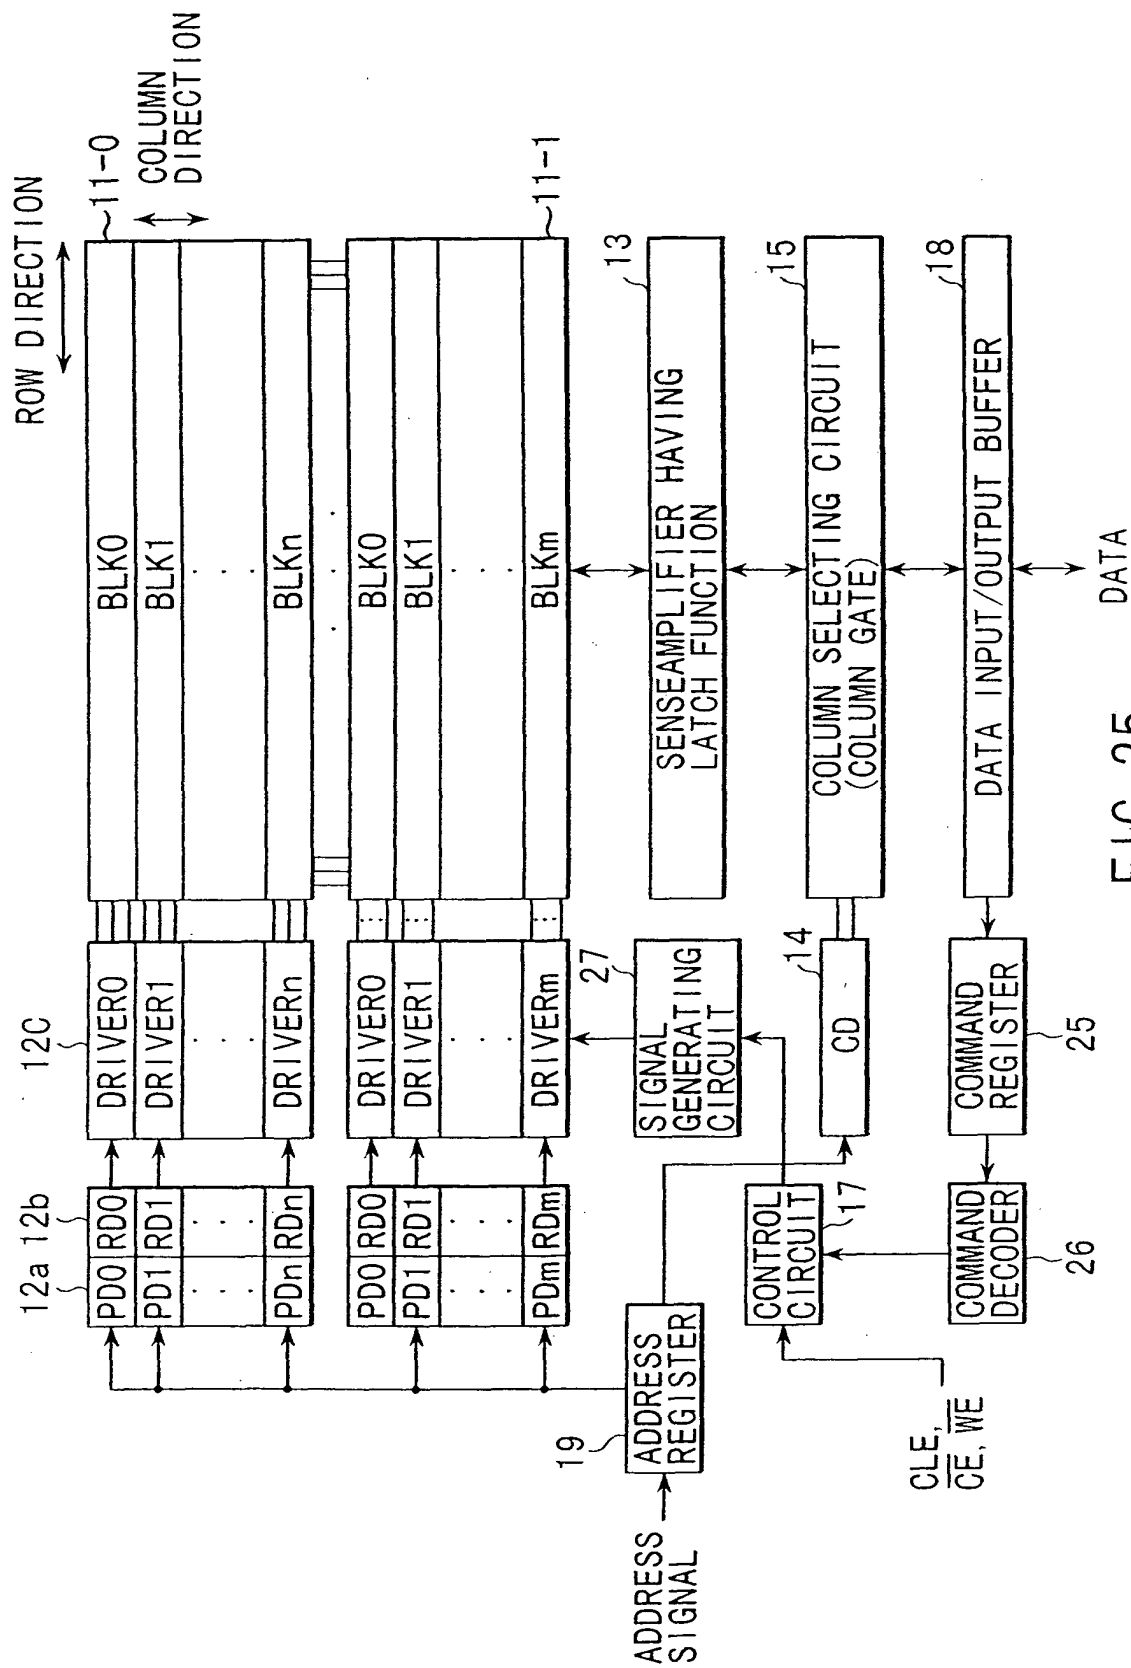 ROW DIRECTION
COLUMN
DIRECTION
12a
12b
12C
11-0
PD0
RD0
DRIVER0
BLK0
PD1
RD1
DRIVER1
BLK1
PDn
RDn
DRIVERn
BLKn
PD0
RD0
DRIVER0
BLK0
PD1
RD1
DRIVER1
BLK1
PDm
RDm
DRIVERm
BLKm
11-1
ADDRESS
SIGNAL
19
ADDRESS
REGISTER
27
SIGNAL
GENERATING
CIRCUIT
13
SENSEAMPLIFIER HAVING
LATCH FUNCTION
CLE,
C̅E̅, W̅E̅
CONTROL
CIRCUIT
17
14
CD
15
COLUMN SELECTING CIRCUIT
(COLUMN GATE)
COMMAND
DECODER
26
COMMAND
REGISTER
25
18
DATA INPUT/OUTPUT BUFFER
DATA